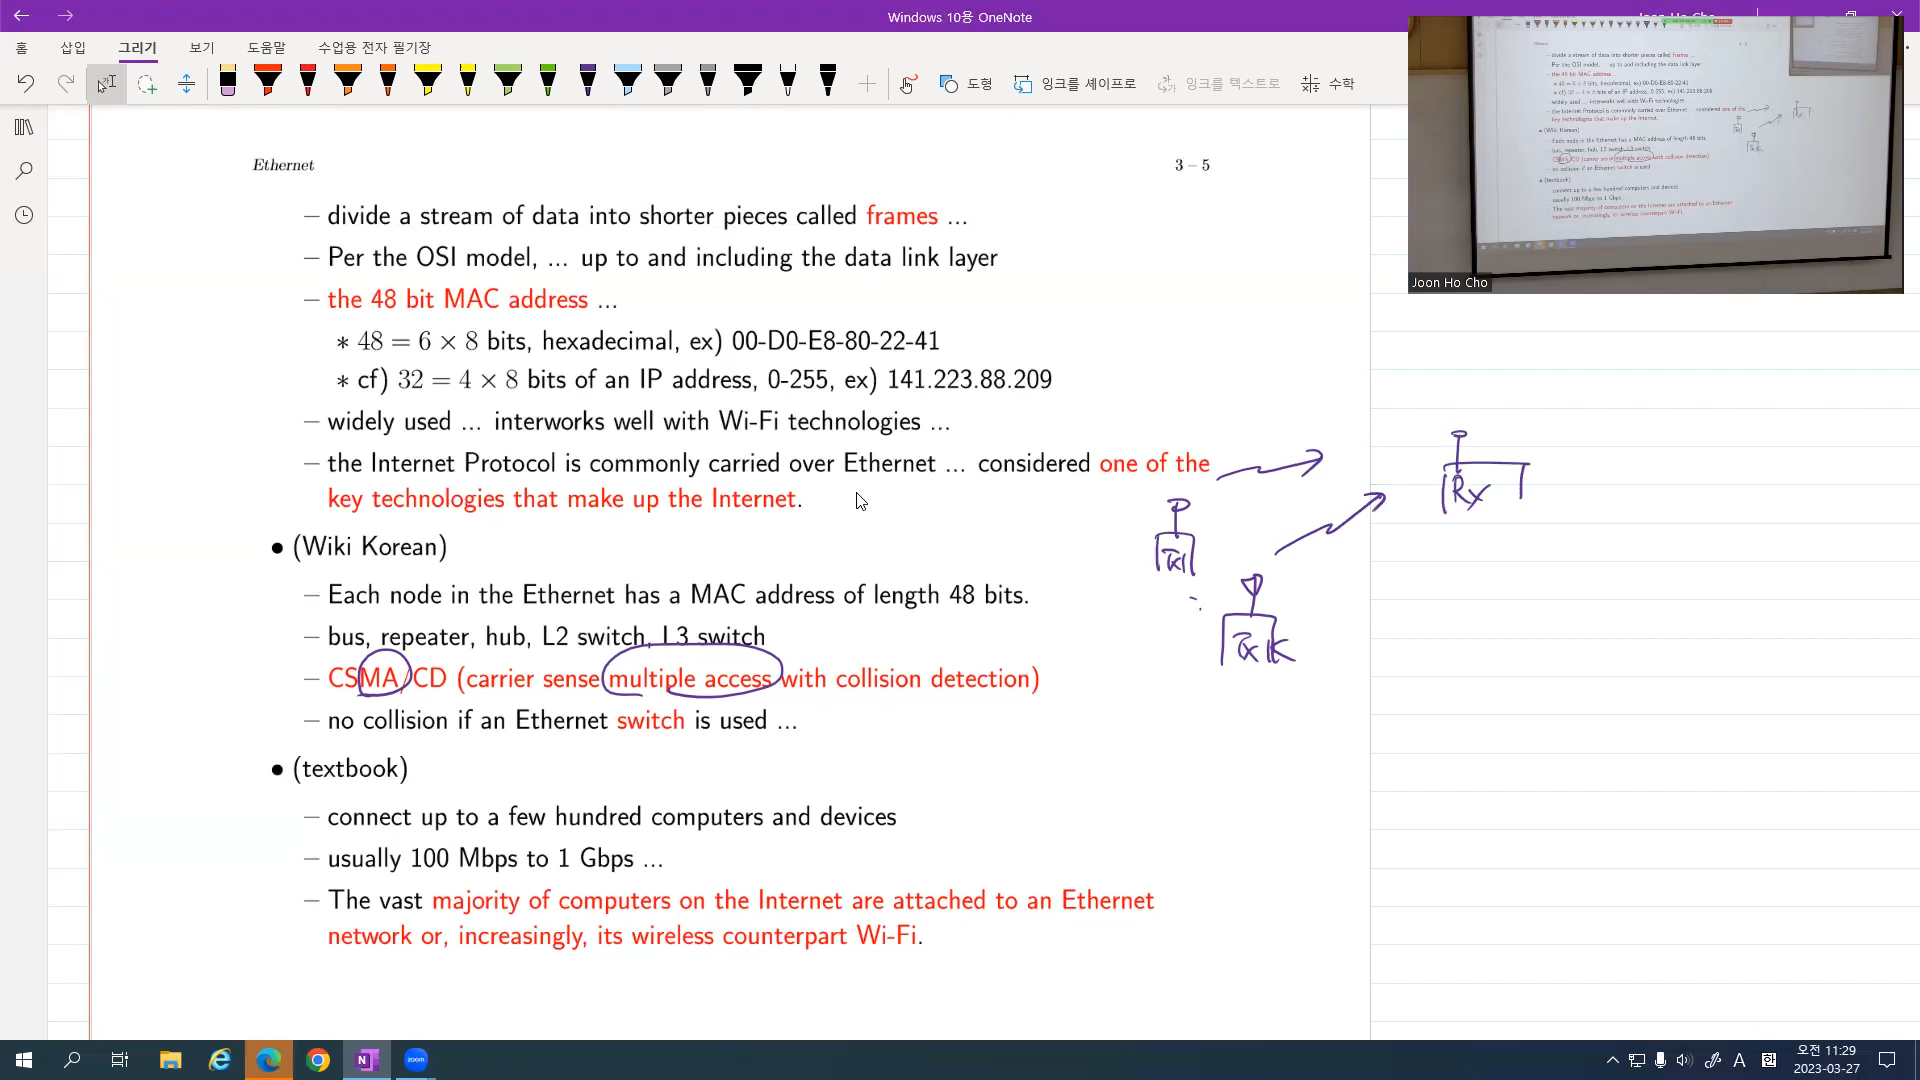 Windows 10용 OneNote
홈 삽입 그리기 보기 도움말 수업용 전자 필기장
도형 잉크를 셰이프로 잉크를 텍스트로 수학
Joon Ho Cho
Ethernet 3 – 5
– divide a stream of data into shorter pieces called frames ...
– Per the OSI model, ... up to and including the data link layer
– the 48 bit MAC address ...
∗ 48 = 6 × 8 bits, hexadecimal, ex) 00-D0-E8-80-22-41
∗ cf) 32 = 4 × 8 bits of an IP address, 0-255, ex) 141.223.88.209
– widely used ... interworks well with Wi-Fi technologies ...
– the Internet Protocol is commonly carried over Ethernet ... considered one of the
key technologies that make up the Internet.
• (Wiki Korean)
– Each node in the Ethernet has a MAC address of length 48 bits.
– bus, repeater, hub, L2 switch, L3 switch
– CSMA/CD (carrier sense multiple access with collision detection)
– no collision if an Ethernet switch is used ...
• (textbook)
– connect up to a few hundred computers and devices
– usually 100 Mbps to 1 Gbps ...
– The vast majority of computers on the Internet are attached to an Ethernet
network or, increasingly, its wireless counterpart Wi-Fi.
Rx
Tx1
TxK
zoom
A 한
오전 11:29
2023-03-27